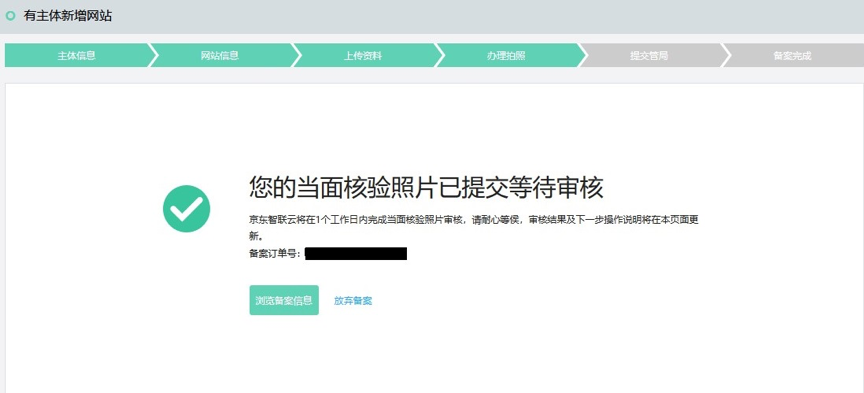 有主体新增网站
主体信息
网站信息
上传资料
办理拍照
提交管局
备案完成
您的当面核验照片已提交等待审核
京东智联云将在1个工作日内完成当面核验照片审核，请耐心等侯，审核结果及下一步操作说明将在本页面更
新。
备案订单号：
浏览备案信息
放弃备案